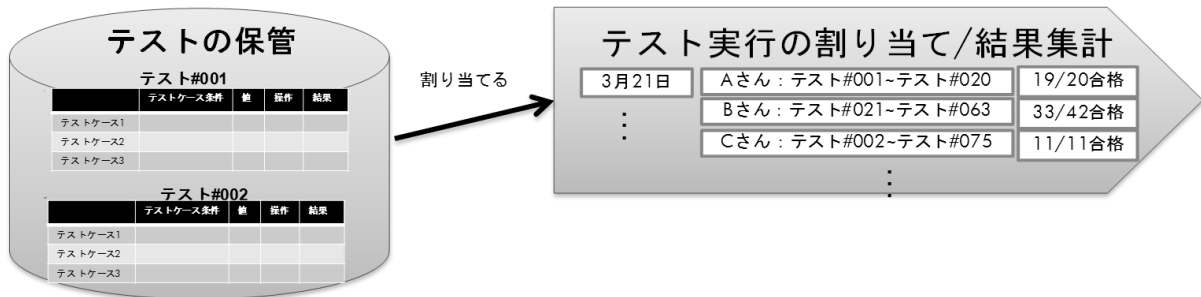 テストの保管
テスト#001
テストケース条件 値 操作 結果
テストケース1
テストケース2
テストケース3
テスト#002
テストケース条件 値 操作 結果
テストケース1
テストケース2
テストケース3
割り当てる
テスト実行の割り当て/結果集計
3月21日 Aさん：テスト#001~テスト#020 19/20合格
Bさん：テスト#021~テスト#063 33/42合格
Cさん：テスト#002~テスト#075 11/11合格